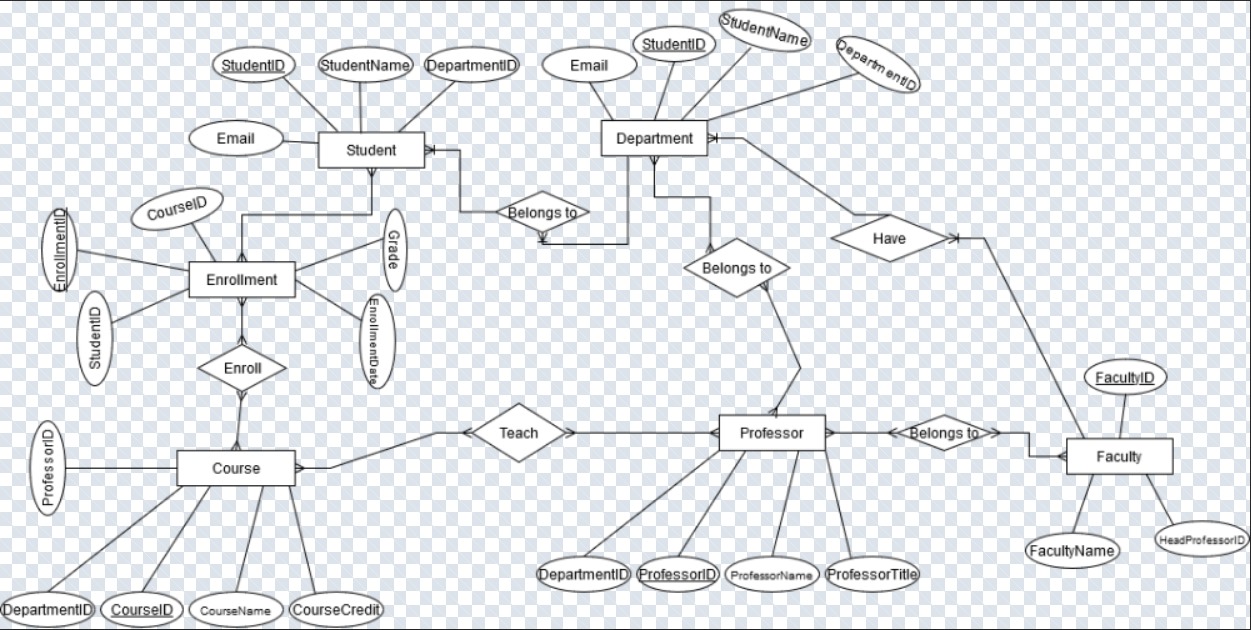 StudentID
StudentName
DepartmentID
Email
Student
Email
StudentID
StudentName
DepartmentID
Department
Belongs to
Belongs to
Have
EnrollmentID
CourseID
Grade
Enrollment
StudentID
EnrollmentDate
Enroll
ProfessorID
Course
Teach
Professor
Belongs to
FacultyID
Faculty
FacultyName
HeadProfessorID
DepartmentID
CourseID
CourseName
CourseCredit
DepartmentID
ProfessorID
ProfessorName
ProfessorTitle